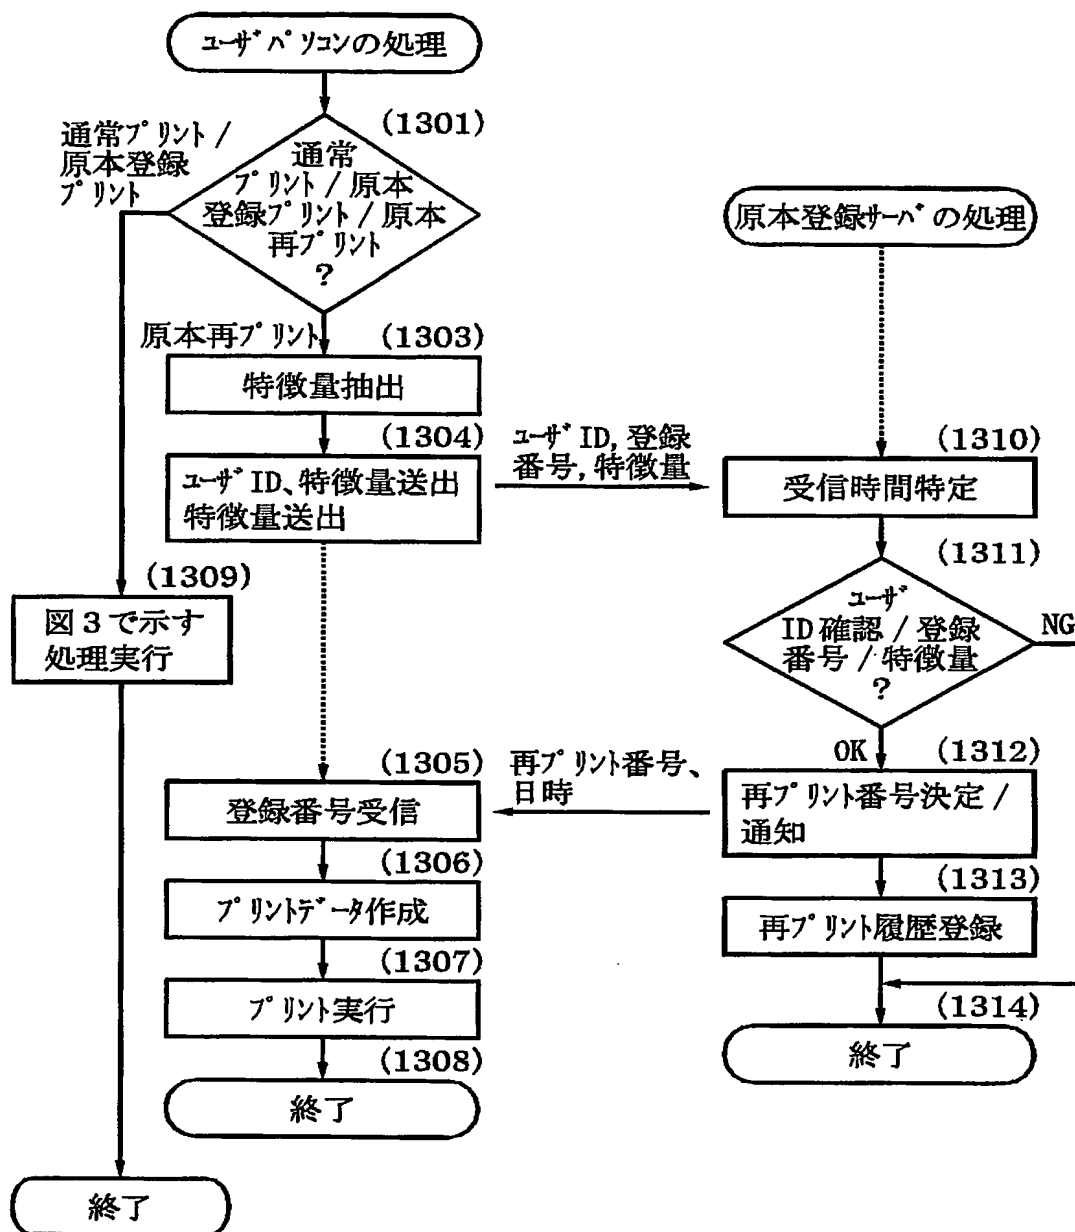 ユーザパソコンの処理
(1301)
通常プリント/
原本登録
プリント
通常
プリント/原本
登録プリント/原本
再プリント
?
原本再プリント
(1303)
特徴量抽出
(1304)
ユーザID、特徴量送出
特徴量送出
ユーザID,登録
番号,特徴量
(1309)
図3で示す
処理実行
(1305)
登録番号受信
再プリント番号、
日時
(1306)
プリントデータ作成
(1307)
プリント実行
(1308)
終了
終了
原本登録サーバの処理
(1310)
受信時間特定
(1311)
ユーザ
ID確認/登録
番号/特徴量
?
NG
OK
(1312)
再プリント番号決定/
通知
(1313)
再プリント履歴登録
(1314)
終了